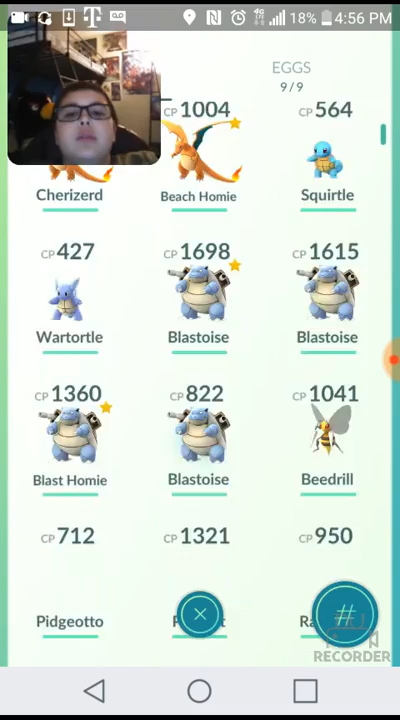 4G LTE 18% 4:56 PM
EGGS
9/9
CP 1004 CP 564
Cherizerd Beach Homie Squirtle
CP 427 CP 1698 CP 1615
Wartortle Blastoise Blastoise
CP 1360 CP 822 CP 1041
Blast Homie Blastoise Beedrill
CP 712 CP 1321 CP 950
Pidgeotto
#
RECORDER